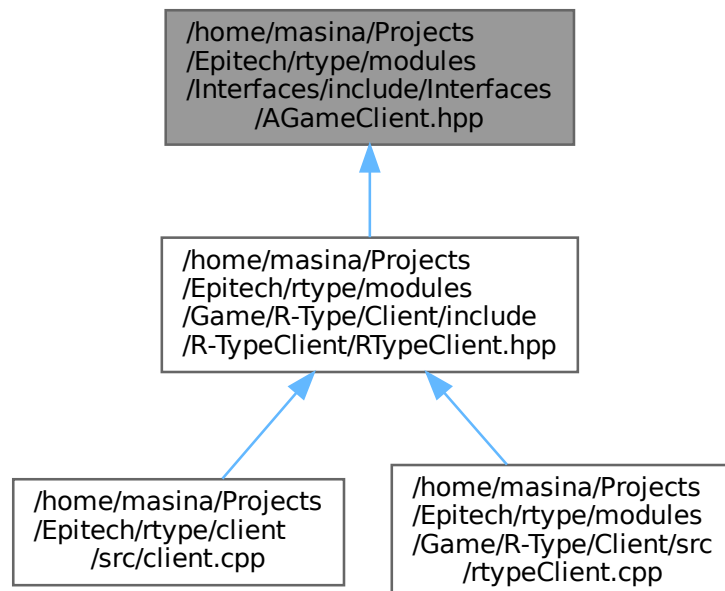 /home/masina/Projects
/Epitech/rtype/modules
/Interfaces/include/Interfaces
/AGameClient.hpp
/home/masina/Projects
/Epitech/rtype/modules
/Game/R-Type/Client/include
/R-TypeClient/RTypeClient.hpp
/home/masina/Projects
/Epitech/rtype/client
/src/client.cpp
/home/masina/Projects
/Epitech/rtype/modules
/Game/R-Type/Client/src
/rtypeClient.cpp